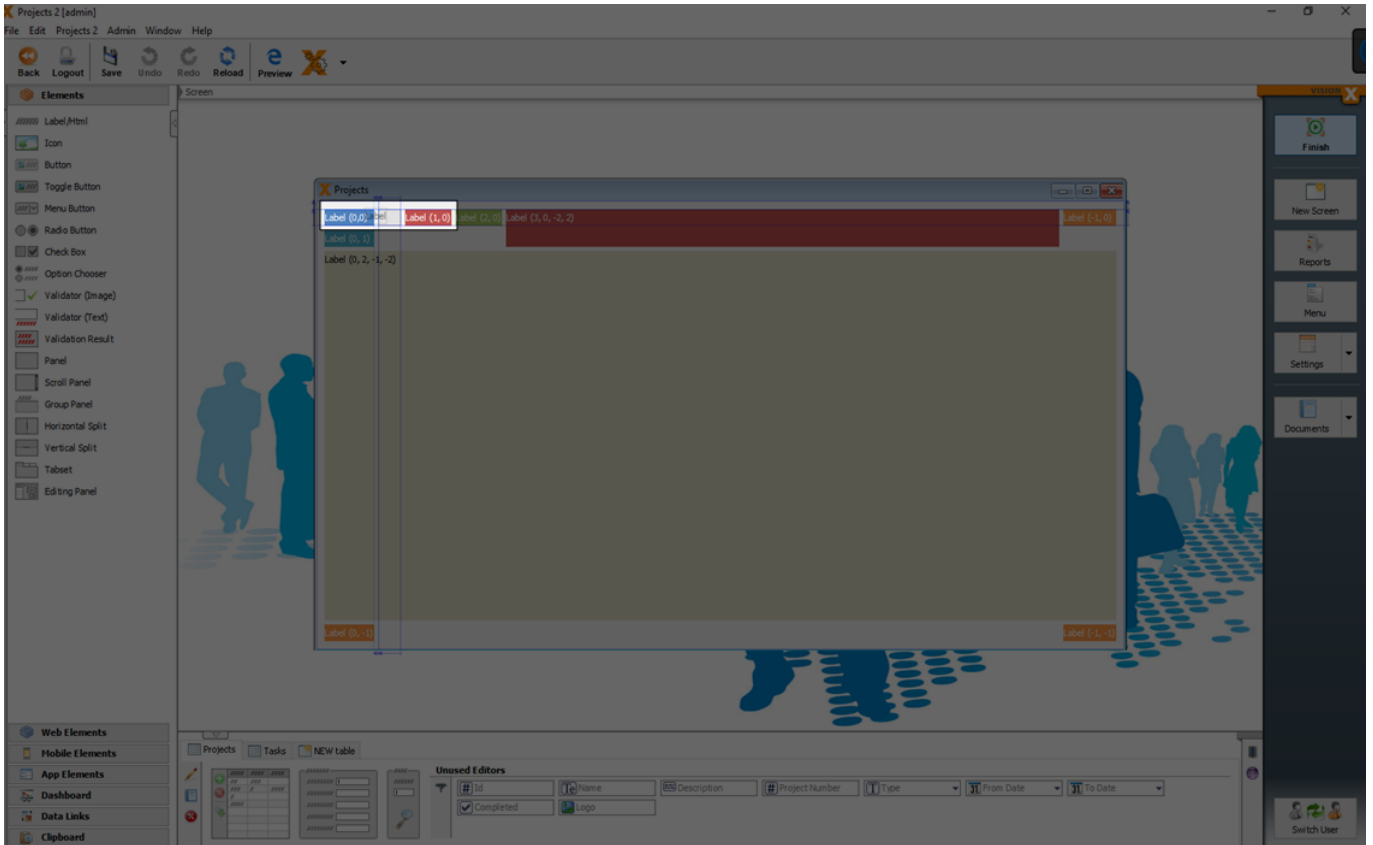 Projects 2 [admin]
File Edit Projects 2 Admin Window Help
Back Logout Save Undo Redo Reload Preview
Elements
Screen
VISION X
Label/Html
Icon
Button
Toggle Button
Menu Button
Radio Button
Check Box
Option Chooser
Validator (Image)
Validator (Text)
Validation Result
Panel
Scroll Panel
Group Panel
Horizontal Split
Vertical Split
Tabset
Editing Panel
Projects
Label (0,0) Label Label (1, 0) Label (2, 0) Label (3, 0, -2, 2) Label (-1, 0)
Label (0, 1)
Label (0, 2, -1, -2)
Label (0, -1) Label (-1, -1)
Finish
New Screen
Reports
Menu
Settings
Documents
Switch User
Web Elements
Mobile Elements
App Elements
Dashboard
Data Links
Clipboard
Projects Tasks NEW table
Unused Editors
# Id Te Name Description # Project Number T Type 31 From Date 31 To Date
Completed Logo